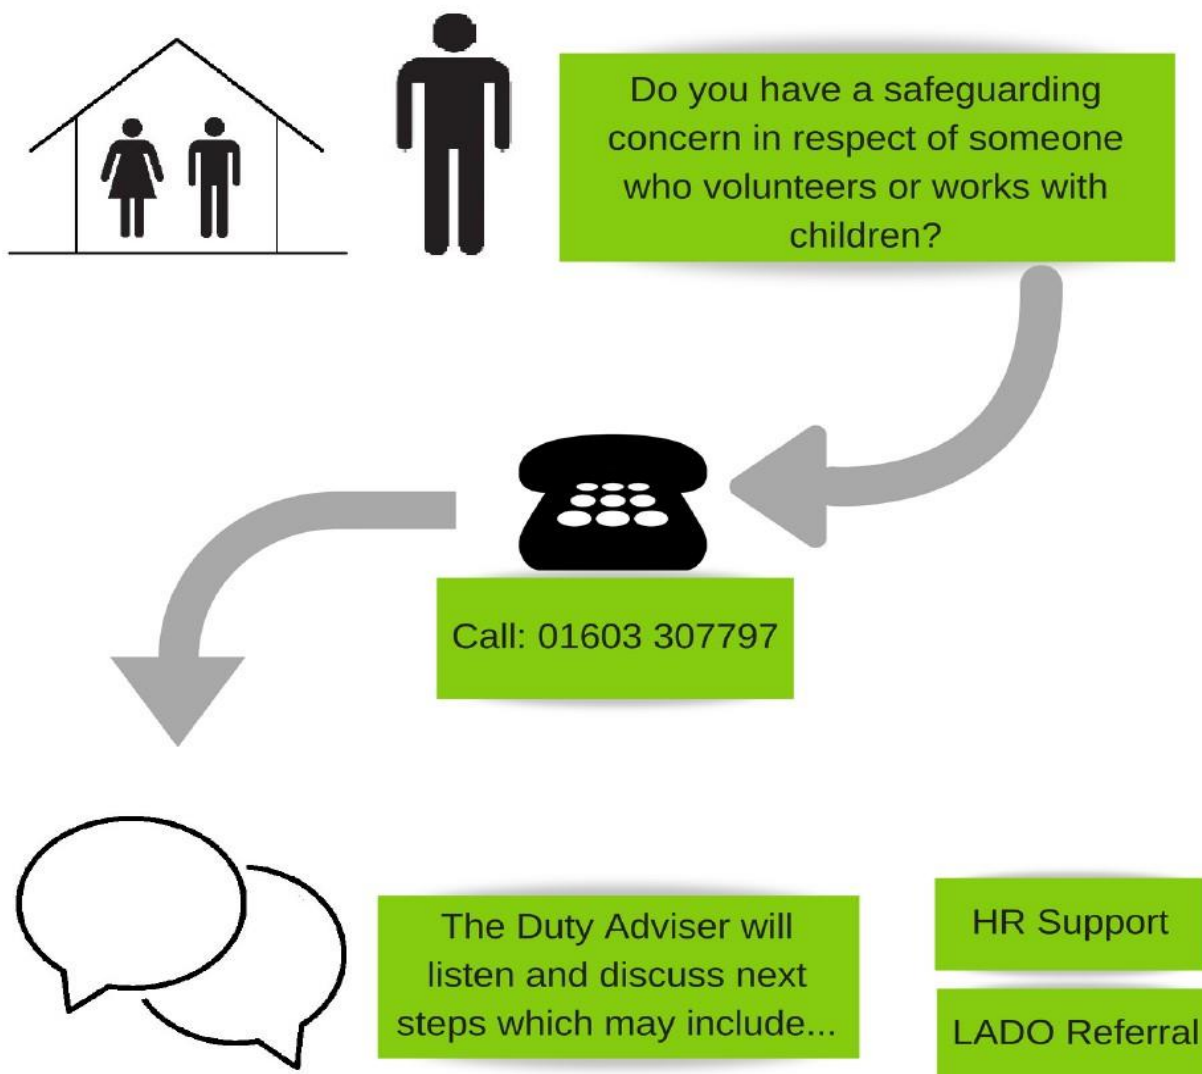 Do you have a safeguarding
concern in respect of someone
who volunteers or works with
children?
Call: 01603 307797
The Duty Adviser will
listen and discuss next
steps which may include...
HR Support
LADO Referral